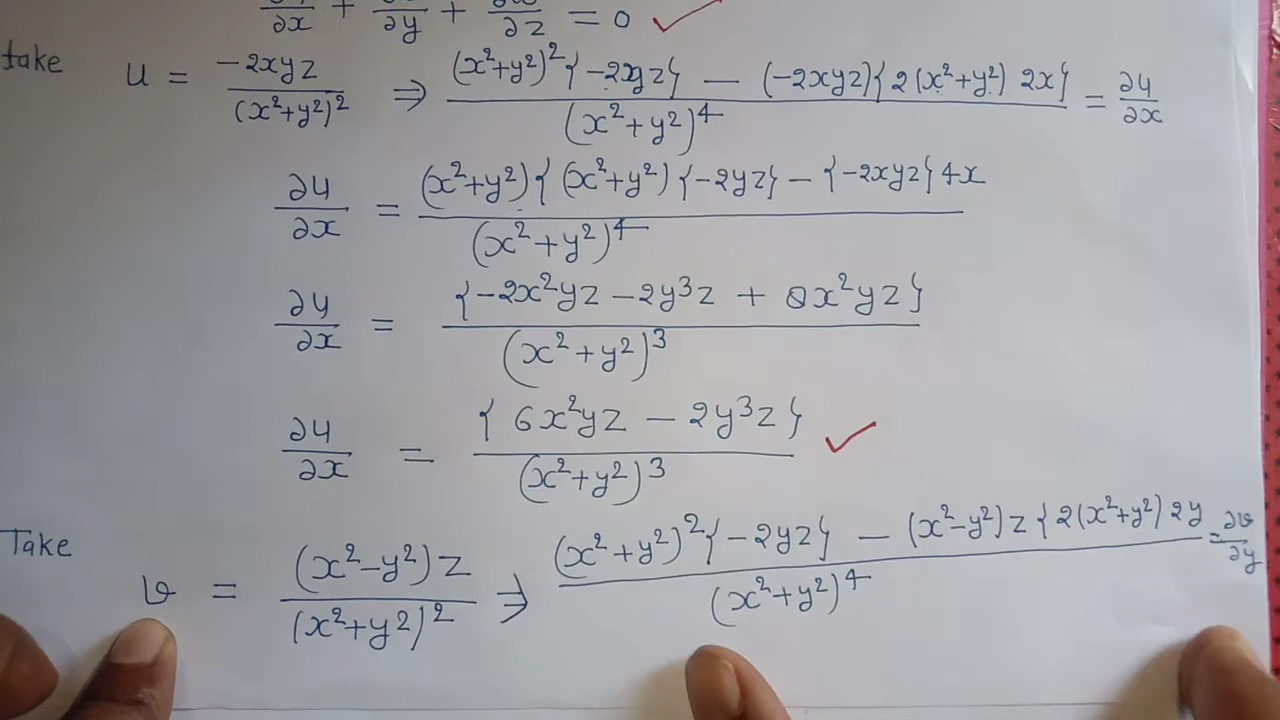 ∂x + ∂y + ∂z = 0 ✓
take u = -2xyz / (x²+y²)² ⇒ (x²+y²)²{-2yz} - (-2xyz){2(x²+y²) 2x} / (x²+y²)⁴ = ∂u/∂x
∂u/∂x = (x²+y²){(x²+y²){-2yz} - {-2xyz}4x / (x²+y²)⁴
∂u/∂x = {-2x²yz - 2y³z + 8x²yz} / (x²+y²)³
∂u/∂x = {6x²yz - 2y³z} / (x²+y²)³ ✓
Take v = (x²-y²)z / (x²+y²)² ⇒ (x²+y²)²{-2yz} - (x²-y²)z{2(x²+y²)2y / (x²+y²)⁴ = ∂v/∂y